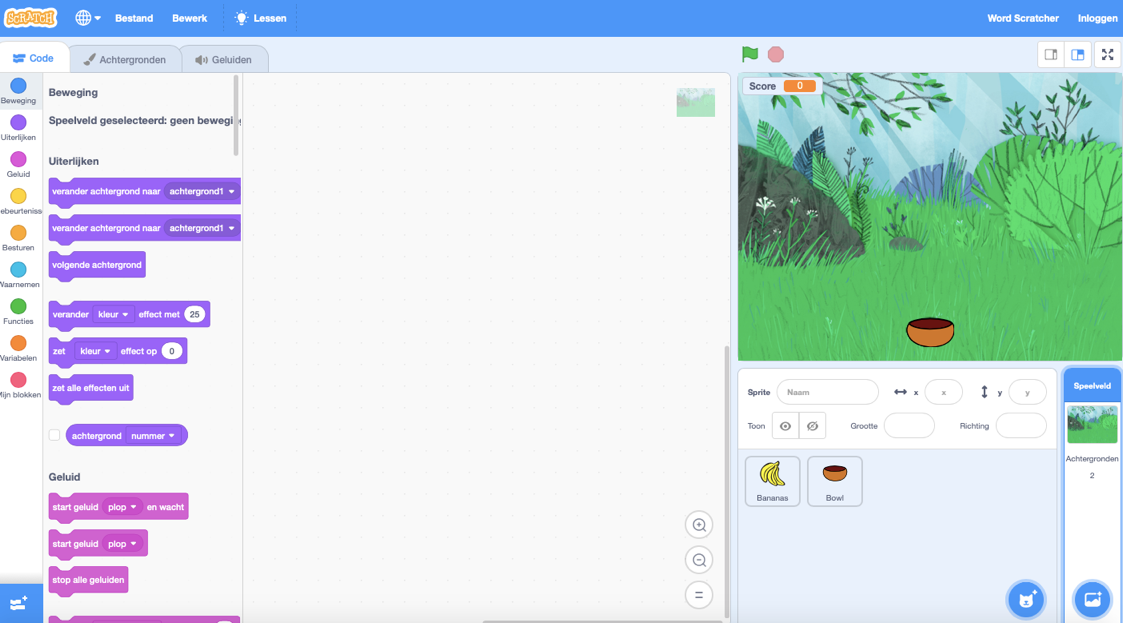 SCRATCH
Bestand
Bewerk
Lessen
Word Scratcher
Inloggen
Code
Achtergronden
Geluiden
Beweging
Uiterlijken
Geluid
Besturen
Functies
Beweging
Speelveld geselecteerd: geen
Uiterlijken
verander achtergrond naar achtergrond1
verander achtergrond naar achtergrond1
volgende achtergrond
verander kleur effect met 25
zet kleur effect op 0
zet alle effecten uit
achtergrond nummer
Geluid
start geluid plop en wacht
start geluid plop
stop alle geluiden
Score 0
Sprite Naam x x y y
Toon Grootte Richting
Bananas
Bowl
Speelveld
Achtergronden
2